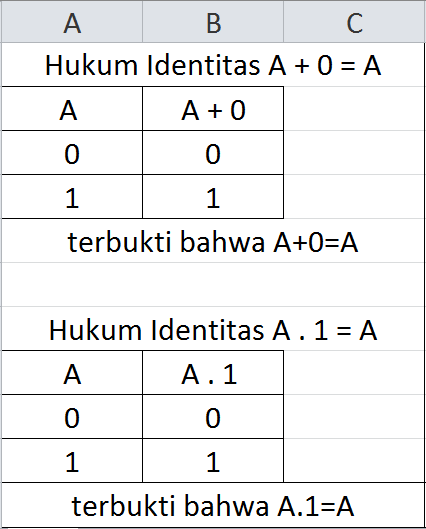 A B C
Hukum Identitas A + 0 = A
A A + 0
0 0
1 1
terbukti bahwa A+0=A
Hukum Identitas A . 1 = A
A A . 1
0 0
1 1
terbukti bahwa A.1=A